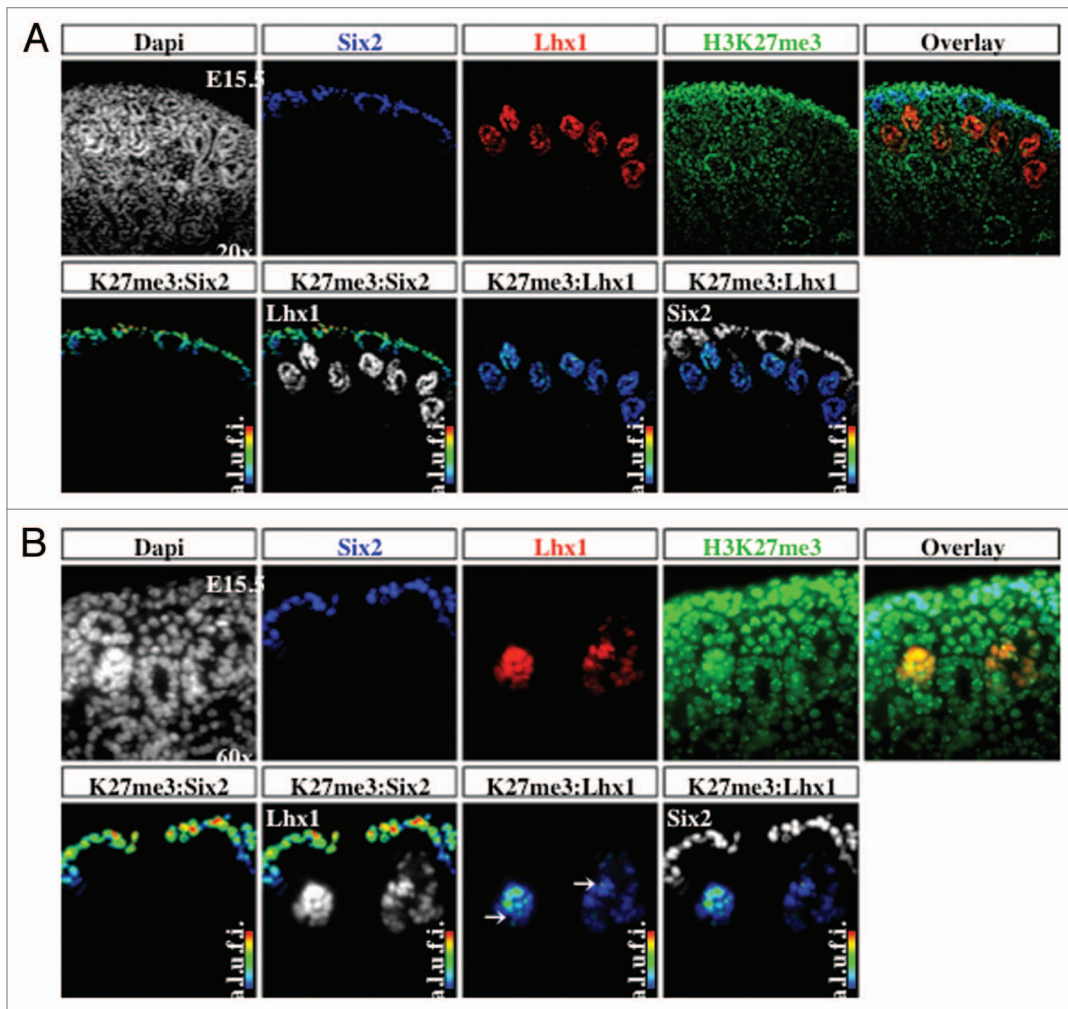 A
Dapi Six2 Lhx1 H3K27me3 Overlay
E15.5
20x
K27me3:Six2 K27me3:Six2 K27me3:Lhx1 K27me3:Lhx1
Lhx1 Six2
a.l.u.f.i. a.l.u.f.i. a.l.u.f.i. a.l.u.f.i.
B
Dapi Six2 Lhx1 H3K27me3 Overlay
E15.5
60x
K27me3:Six2 K27me3:Six2 K27me3:Lhx1 K27me3:Lhx1
Lhx1 Six2
a.l.u.f.i. a.l.u.f.i. a.l.u.f.i. a.l.u.f.i.